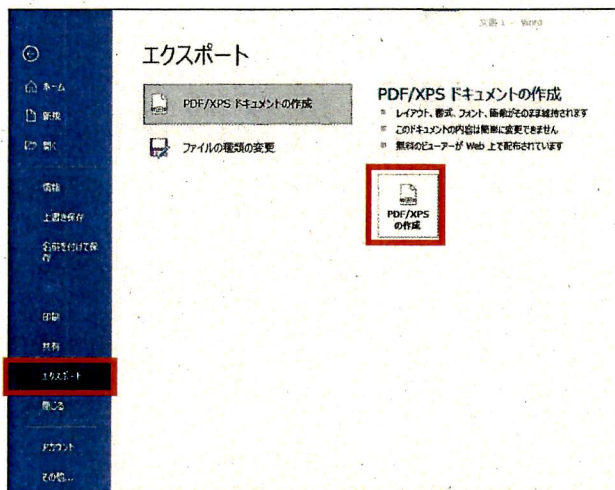 文書 1 - Word
エクスポート
ホーム
新規
開く
情報
上書き保存
名前を付けて保
存
印刷
共有
エクスポート
閉じる
アカウント
その他...
PDF/XPS ドキュメントの作成
ファイルの種類の変更
PDF/XPS ドキュメントの作成
レイアウト、書式、フォント、画像がそのまま維持されます
このドキュメントの内容は簡単に変更できません
無料のビューアーが Web 上で配布されています
PDF/XPS
の作成